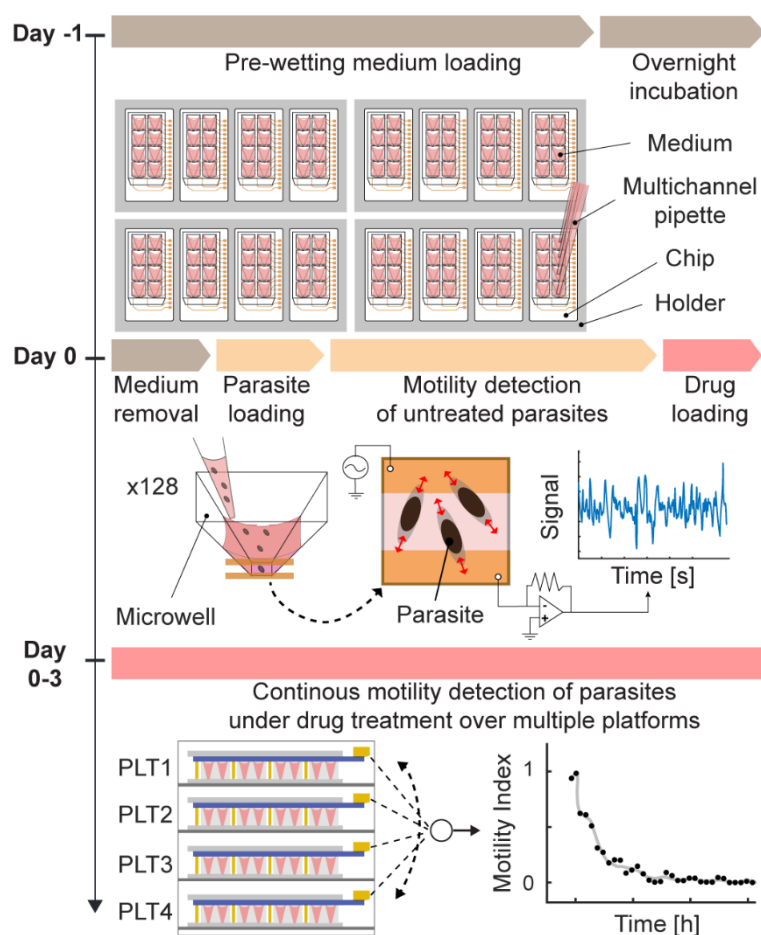 Day -1
Pre-wetting medium loading
Overnight
incubation
Medium
Multichannel
pipette
Chip
Holder
Day 0
Medium
removal
Parasite
loading
Motility detection
of untreated parasites
Drug
loading
x128
Microwell
Parasite
-
+
Signal
Time [s]
Day
0-3
Continous motility detection of parasites
under drug treatment over multiple platforms
PLT1
PLT2
PLT3
PLT4
Motility Index
1
0
Time [h]